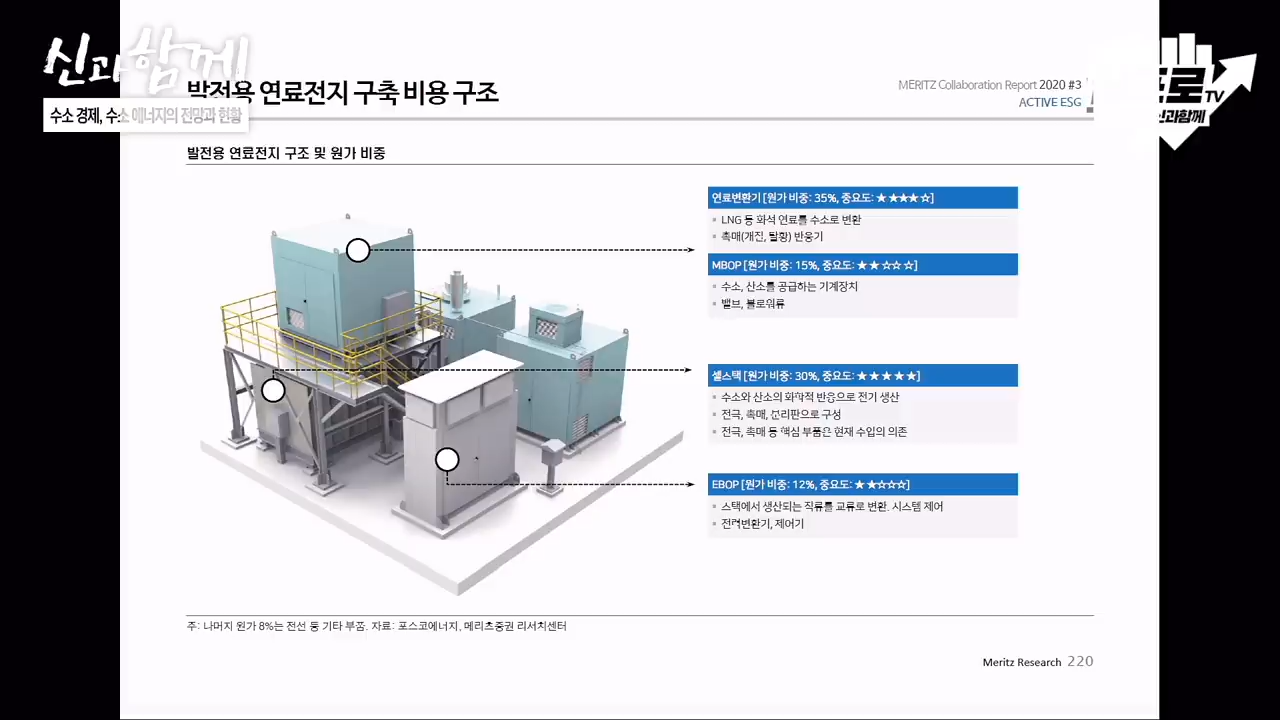 신과함께
수소 경제, 수소 에너지의 전망과 현황
발전용 연료전지 구축 비용 구조
MERITZ Collaboration Report 2020 #3
ACTIVE ESG
프로TV
신과함께
발전용 연료전지 구조 및 원가 비중
연료변환기 [원가 비중: 35%, 중요도: ★★★★☆]
▪ LNG 등 화석 연료를 수소로 변환
▪ 촉매(개진, 탈황) 반응기
MBOP [원가 비중: 15%, 중요도: ★★☆☆☆]
▪ 수소, 산소를 공급하는 기계장치
▪ 밸브, 블로워류
셀스택 [원가 비중: 30%, 중요도: ★★★★★]
▪ 수소와 산소의 화학적 반응으로 전기 생산
▪ 전극, 촉매, 분리판으로 구성
▪ 전극, 촉매 등 핵심 부품은 현재 수입의 의존
EBOP [원가 비중: 12%, 중요도: ★★☆☆☆]
▪ 스택에서 생산되는 직류를 교류로 변환. 시스템 제어
▪ 전력변환기, 제어기
주: 나머지 원가 8%는 전선 등 기타 부품. 자료: 포스코에너지, 메리츠증권 리서치센터
Meritz Research 220